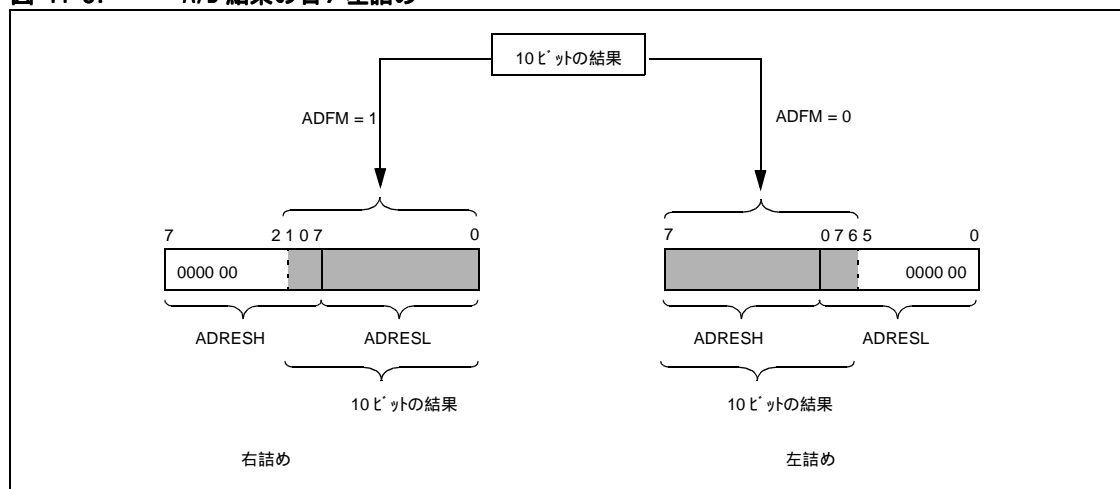 10ﾋﾞｯﾄの結果
ADFM = 1
ADFM = 0
7 2 1 0 7 0
7 0 7 6 5 0
0000 00
0000 00
ADRESH ADRESL
ADRESH ADRESL
10ﾋﾞｯﾄの結果
10ﾋﾞｯﾄの結果
右詰め
左詰め